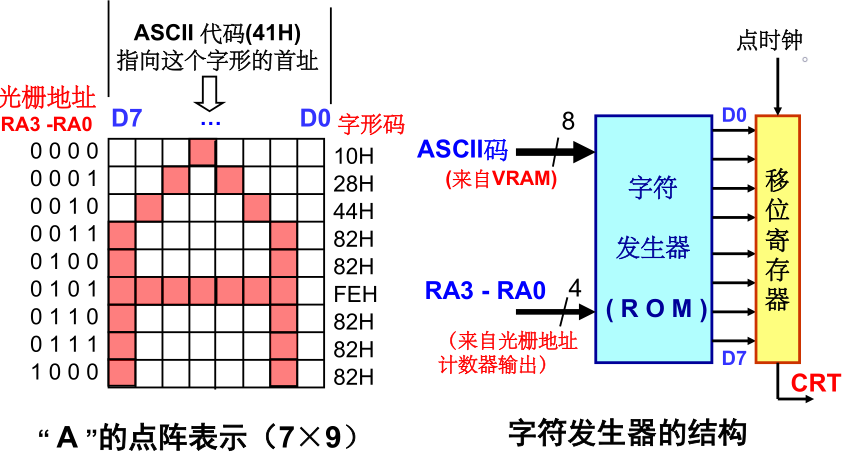 ASCII 代码(41H)
指向这个字形的首址
光栅地址
RA3 -RA0
D7 … D0 字形码
0 0 0 0 10H
0 0 0 1 28H
0 0 1 0 44H
0 0 1 1 82H
0 1 0 0 82H
0 1 0 1 FEH
0 1 1 0 82H
0 1 1 1 82H
1 0 0 0 82H
“ A ”的点阵表示（7×9）
点时钟。
8
ASCII码
(来自VRAM)
RA3 - RA0
4
（来自光栅地址
计数器输出）
字符
发生器
( R O M )
D0
D7
移位寄存器
CRT
字符发生器的结构